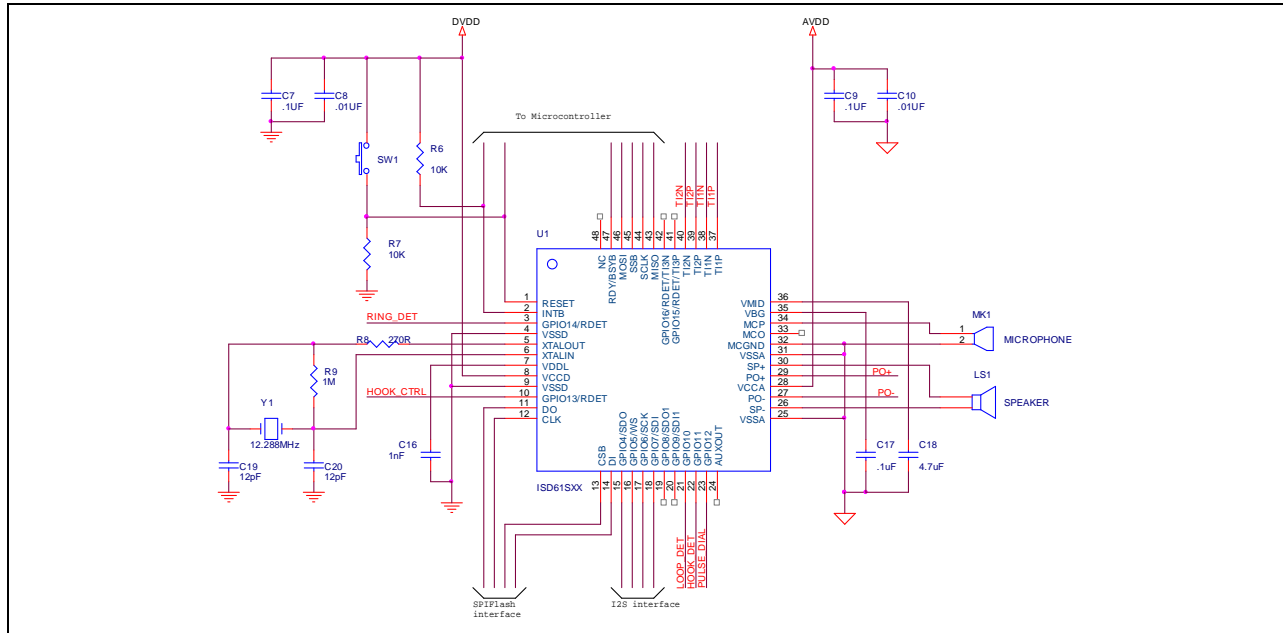 DVDD
AVDD
C7
.1UF
C8
.01UF
C9
.1UF
C10
.01UF
To Microcontroller
SW1
R6
10K
R7
10K
TI2N
TI2P
TI1N
TI1P
U1
48
47
46
45
44
43
42
41
40
39
38
37
NC
RDY/BSYB
MOSI
SSB
SCLK
MISO
GPIO16/RDET/TI3N
GPIO15/RDET/TI3P
TI2N
TI2P
TI1N
TI1P
1 RESET
2 INTB
3 GPIO14/RDET
4 VSSD
5 XTALOUT
6 XTALIN
7 VDDL
8 VCCD
9 VSSD
10 GPIO13/RDET
11 DO
12 CLK
RING_DET
HOOK_CTRL
R8 270R
R9
1M
Y1
12.288MHz
C19
12pF
C20
12pF
C16
1nF
VMID 36
VBG 35
MCP 34
MCO 33
MCGND 32
VSSA 31
SP+ 30
PO+ 29
VCCA 28
PO- 27
SP- 26
VSSA 25
PO+
PO-
MK1
1
2
MICROPHONE
LS1
SPEAKER
C17
.1uF
C18
4.7uF
CSB
DI
GPIO4/SDO
GPIO5/WS
GPIO6/SCK
GPIO7/SDI
GPIO8/SDO1
GPIO9/SDI1
GPIO10
GPIO11
GPIO12
AUXOUT
ISD61SXX
13
14
15
16
17
18
19
20
21
22
23
24
LOOP_DET
HOOK_DET
PULSE_DIAL
SPIFlash
interface
I2S interface